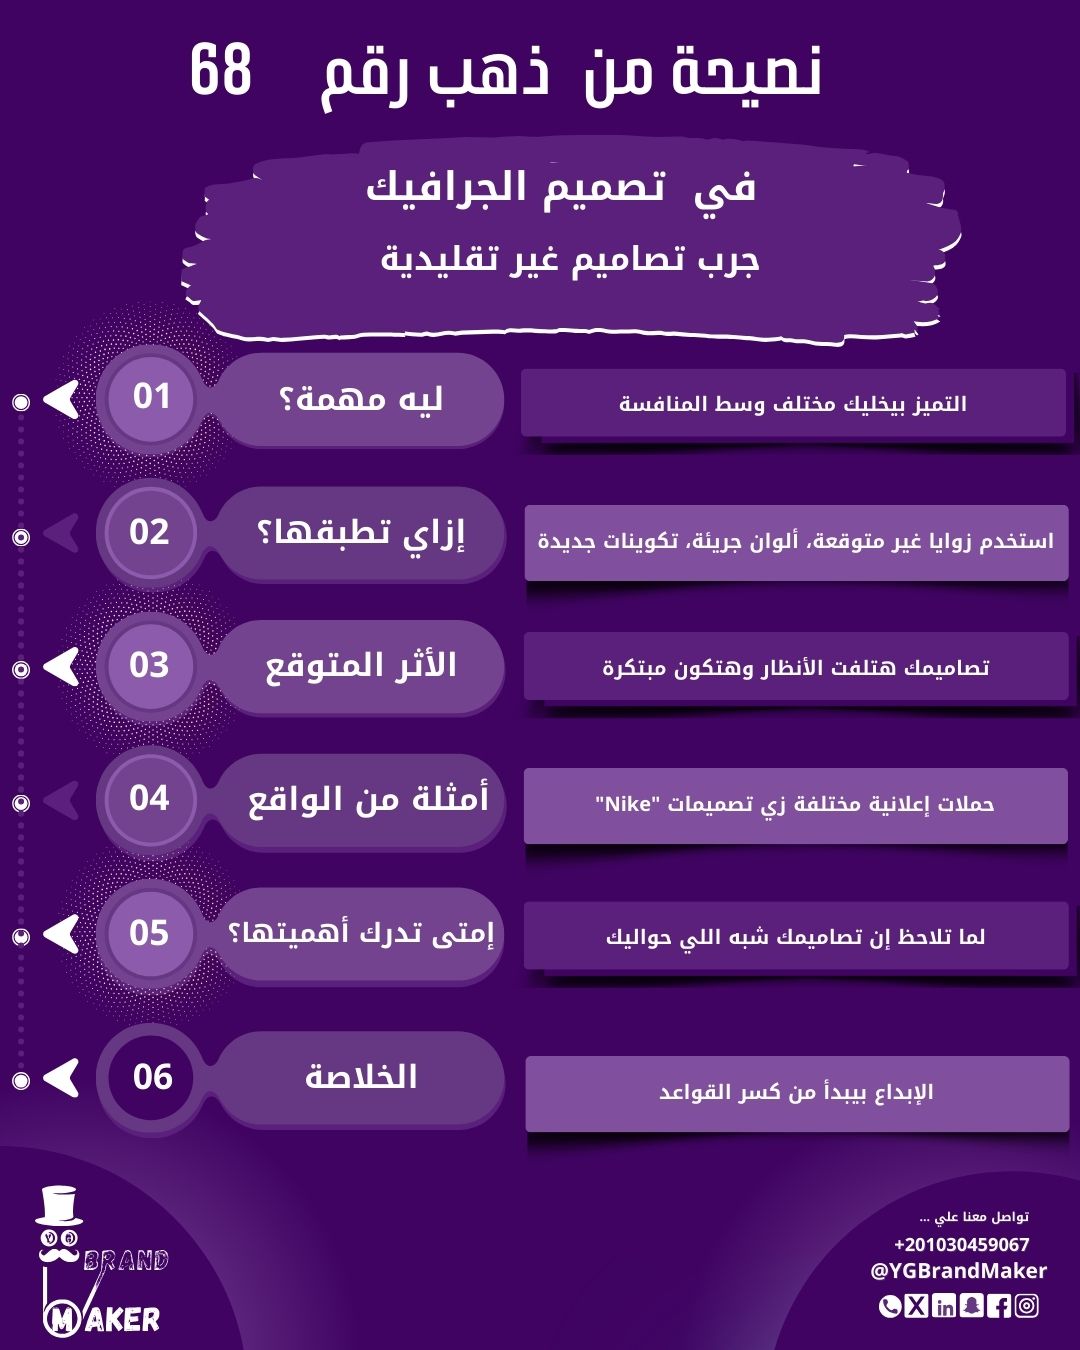 نصيحة من ذهب رقم 68
في تصميم الجرافيك
جرب تصاميم غير تقليدية
01
ليه مهمة؟
التميز بيخليك مختلف وسط المنافسة
02
إزاي تطبقها؟
استخدم زوايا غير متوقعة، ألوان جريئة، تكوينات جديدة
03
الأثر المتوقع
تصاميمك هتلفت الأنظار وهتكون مبتكرة
04
أمثلة من الواقع
حملات إعلانية مختلفة زي تصميمات "Nike"
05
إمتى تدرك أهميتها؟
لما تلاحظ إن تصاميمك شبه اللي حواليك
06
الخلاصة
الإبداع بيبدأ من كسر القواعد
YG
BRAND
MAKER
تواصل معنا علي ...
+201030459067
@YGBrandMaker